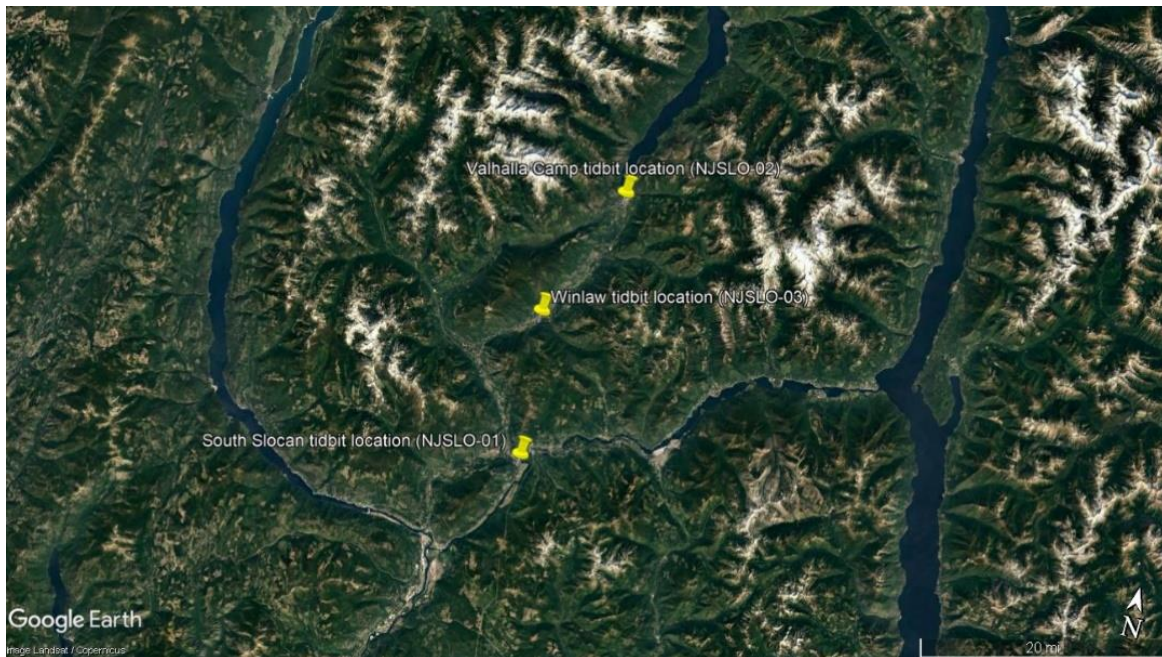 Valhalla Camp tidbit location (NJSLO-02)
Winlaw tidbit location (NJSLO-03)
South Slocan tidbit location (NJSLO-01)
Google Earth
N
Image Landsat / Copernicus
20 mi